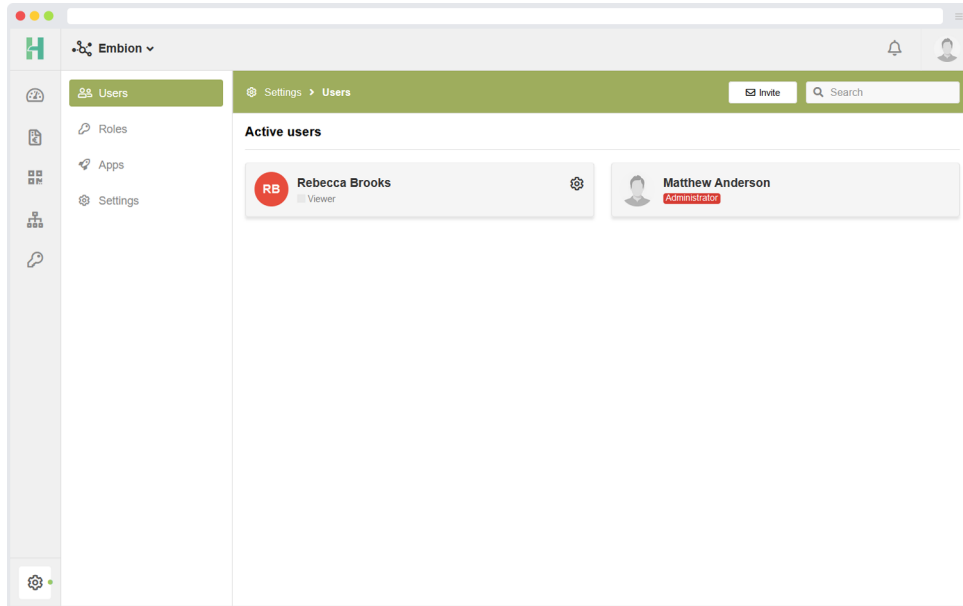 Embion
Users
Roles
Apps
Settings
Settings > Users
Invite
Search
Active users
RB
Rebecca Brooks
Viewer
Matthew Anderson
Administrator